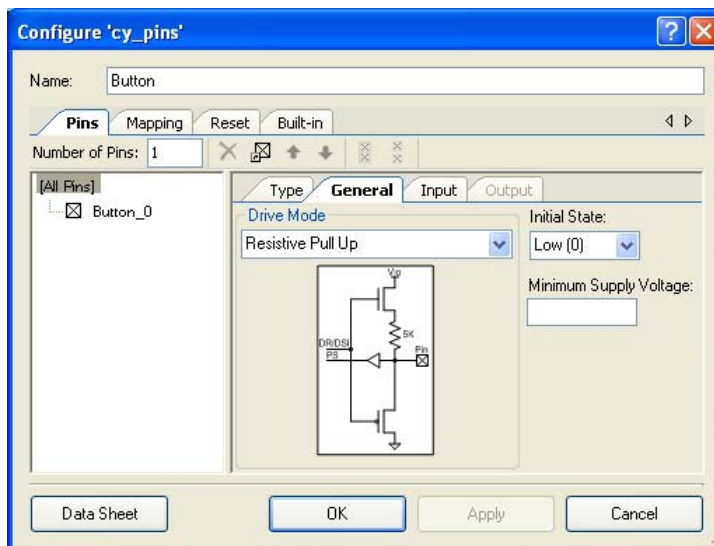 Configure 'cy_pins'
Name: Button
Pins Mapping Reset Built-in
Number of Pins: 1
[All Pins]
Button_0
Type General Input Output
Drive Mode
Resistive Pull Up
Initial State:
Low (0)
Minimum Supply Voltage:
Vio
5K
DR/DSI
PS
Pin
Data Sheet OK Apply Cancel